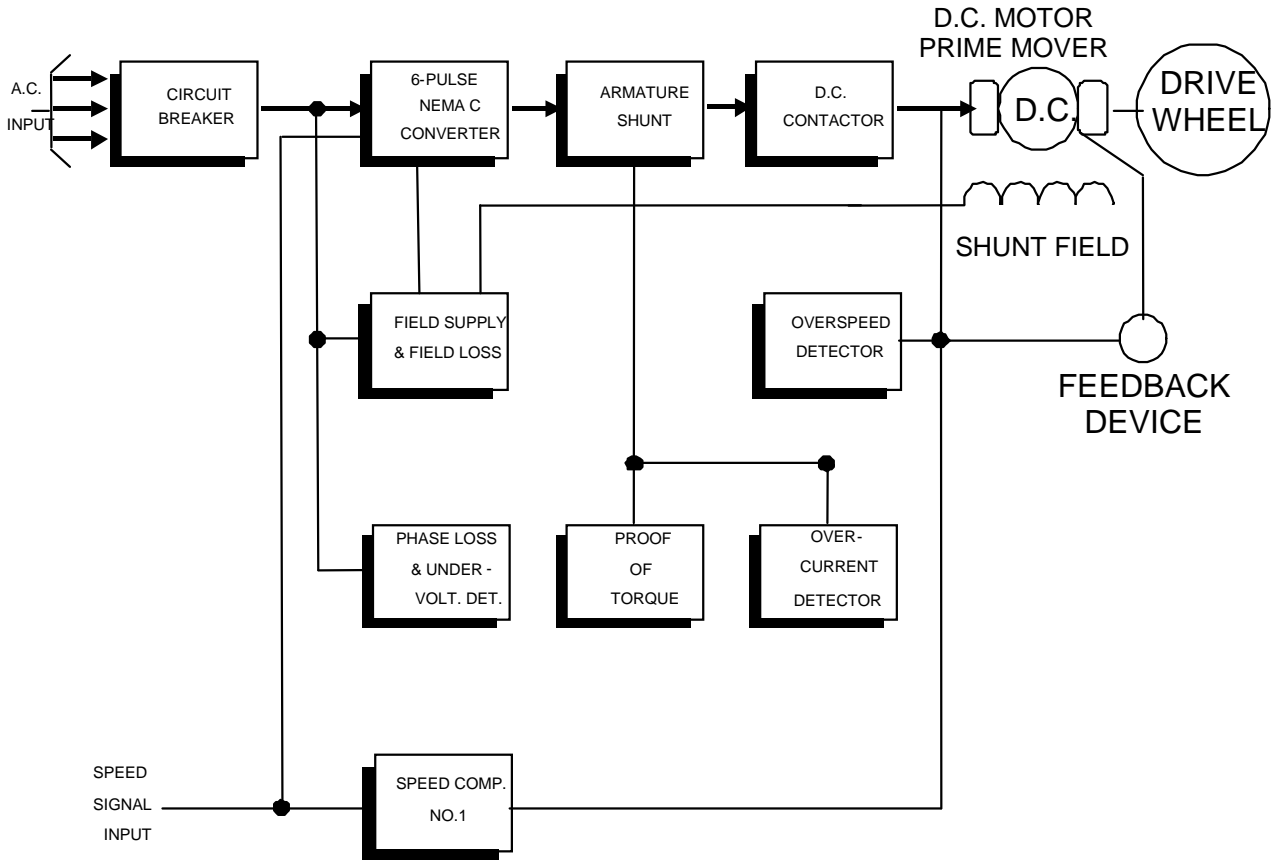 D.C. MOTOR
PRIME MOVER
A.C.
INPUT
CIRCUIT
BREAKER
6-PULSE
NEMA C
CONVERTER
ARMATURE
SHUNT
D.C.
CONTACTOR
D.C.
DRIVE
WHEEL
SHUNT FIELD
FIELD SUPPLY
& FIELD LOSS
OVERSPEED
DETECTOR
FEEDBACK
DEVICE
PHASE LOSS
& UNDER -
VOLT. DET.
PROOF
OF
TORQUE
OVER-
CURRENT
DETECTOR
SPEED
SIGNAL
INPUT
SPEED COMP.
NO.1